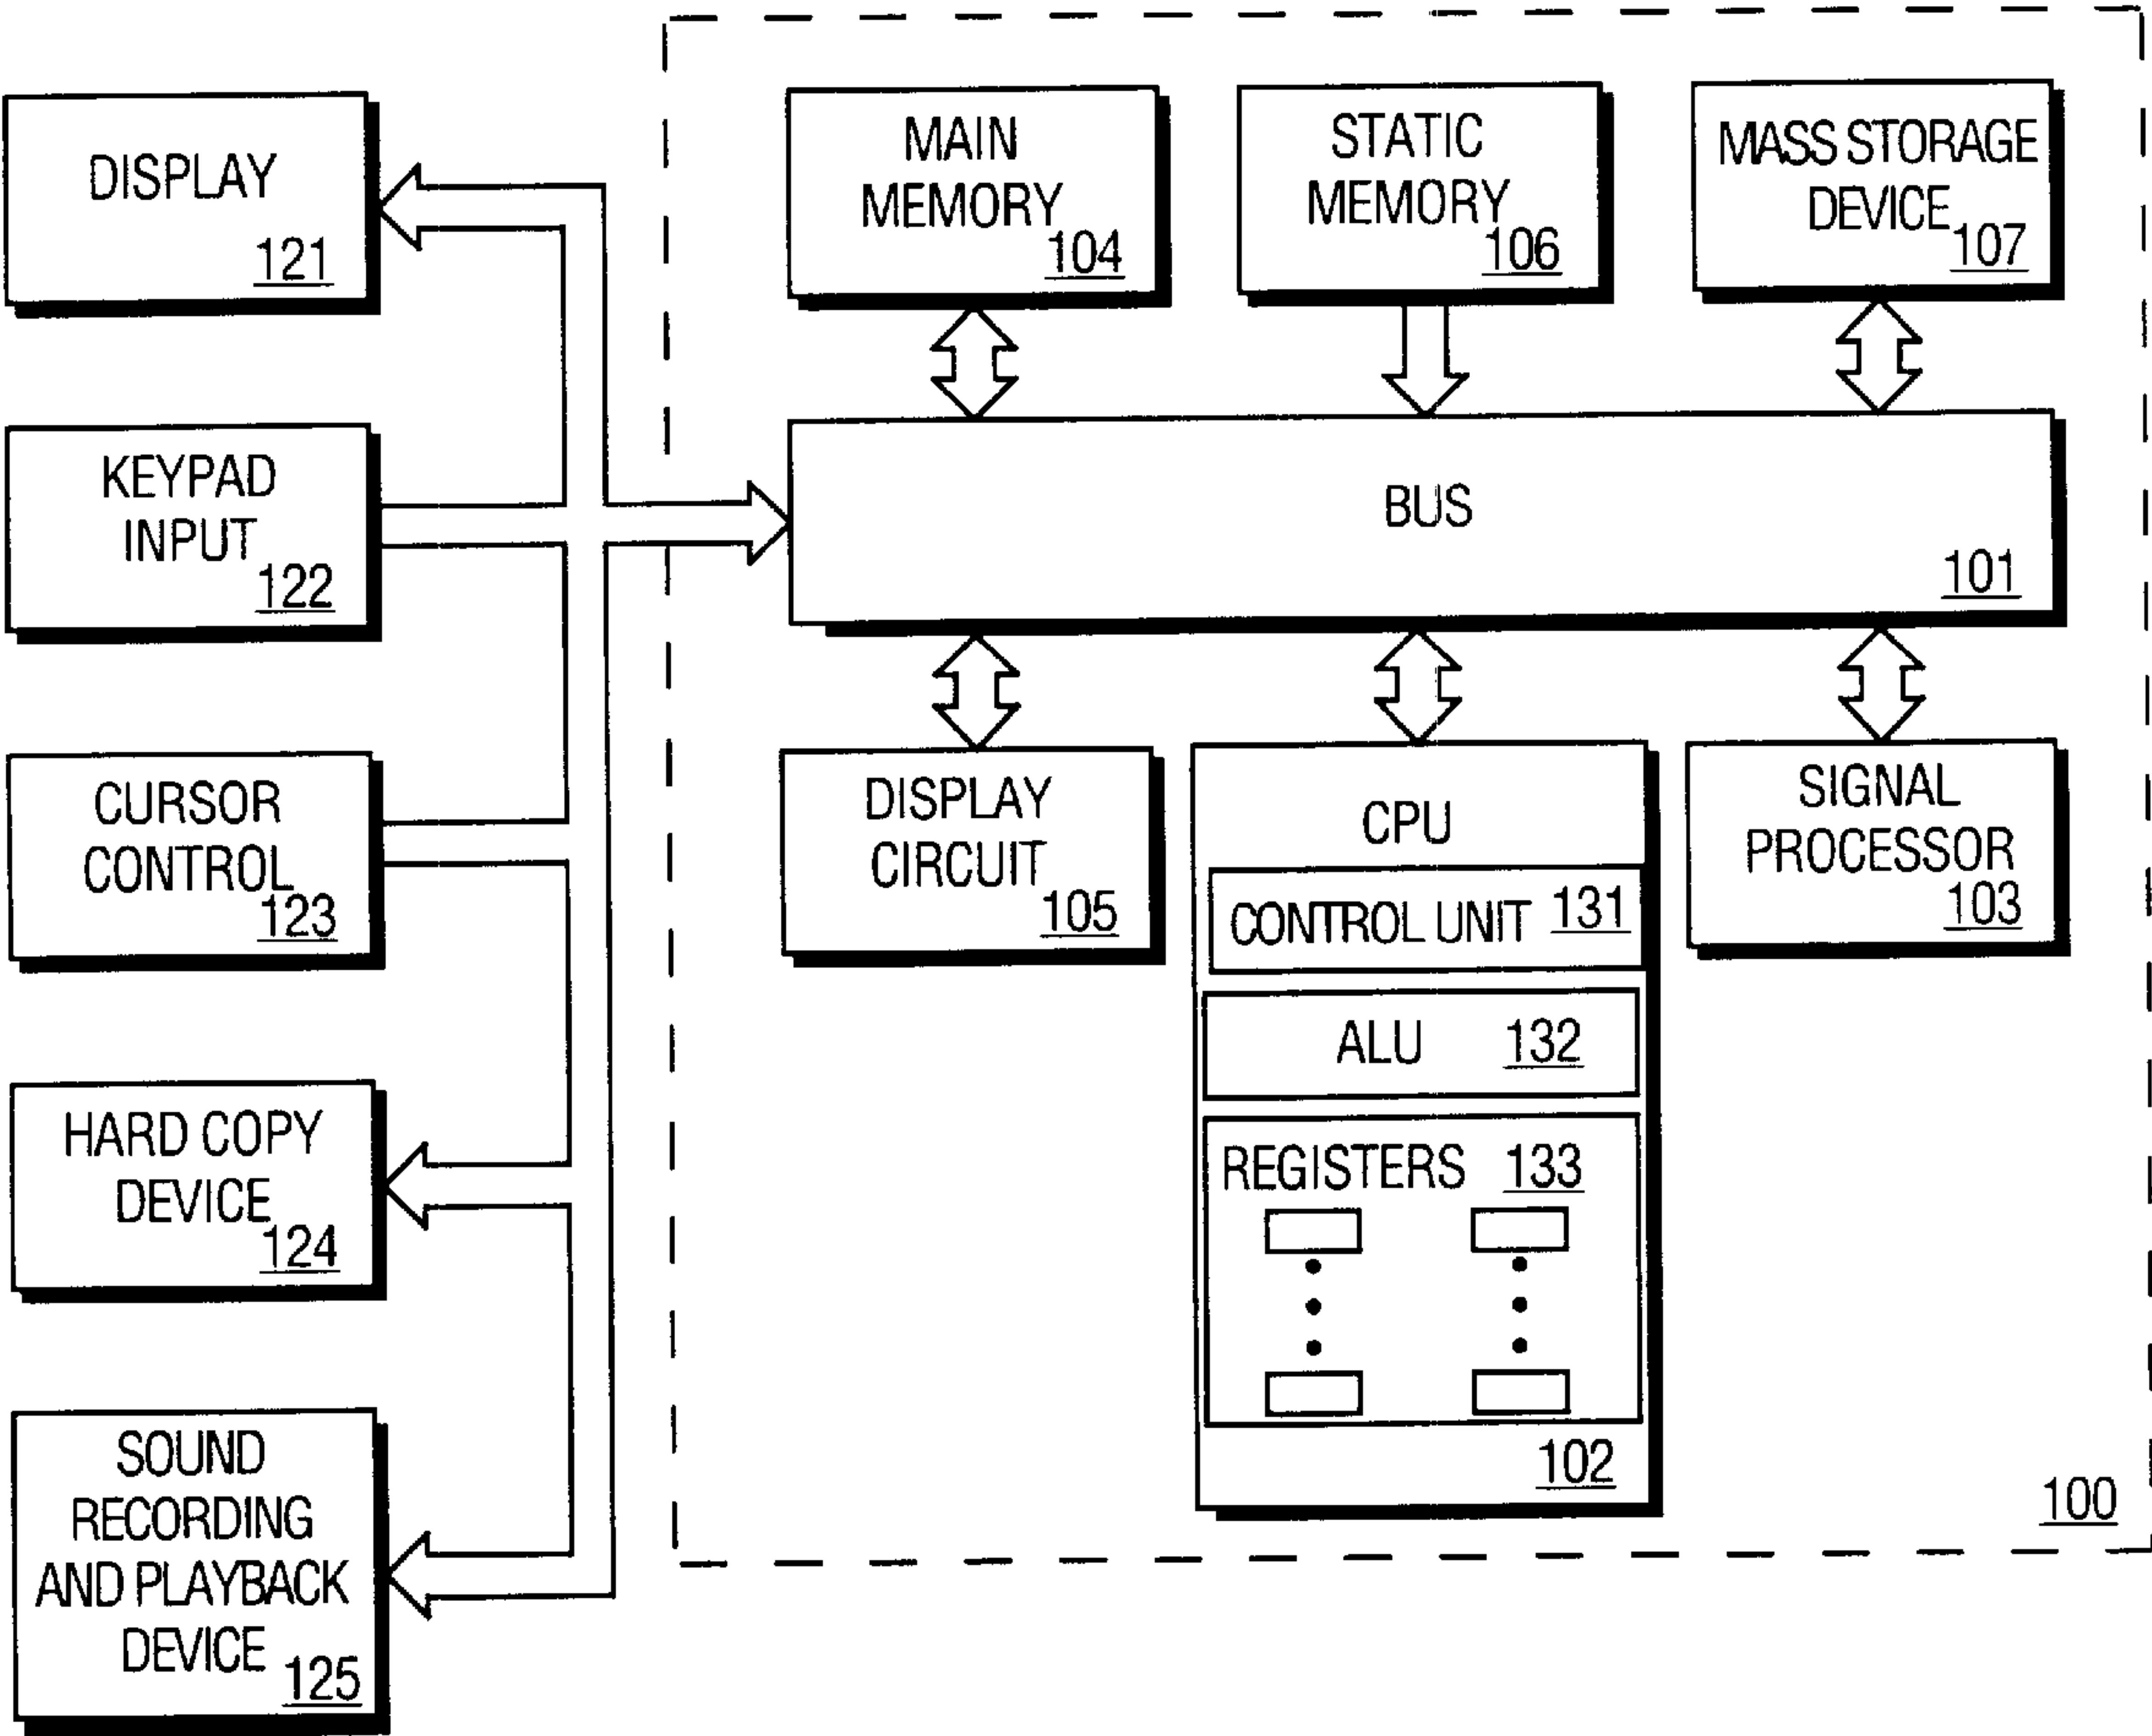 DISPLAY
121
KEYPAD
INPUT
122
CURSOR
CONTROL
123
HARD COPY
DEVICE
124
SOUND
RECORDING
AND PLAYBACK
DEVICE
125
MAIN
MEMORY
104
STATIC
MEMORY
106
MASS STORAGE
DEVICE
107
BUS
101
DISPLAY
CIRCUIT
105
CPU
CONTROL UNIT 131
ALU 132
REGISTERS 133
102
SIGNAL
PROCESSOR
103
100